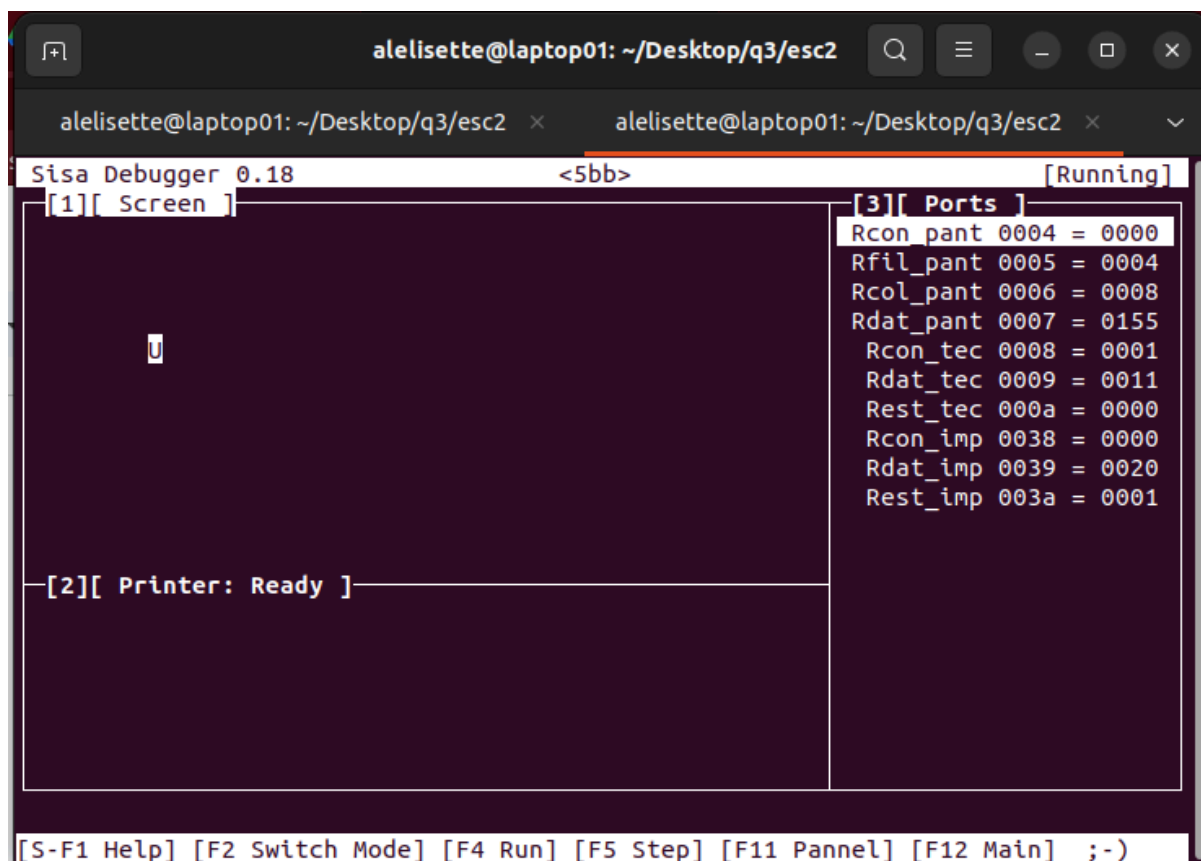 alelisette@laptop01: ~/Desktop/q3/esc2
alelisette@laptop01: ~/Desktop/q3/esc2 × alelisette@laptop01: ~/Desktop/q3/esc2 ×
Sisa Debugger 0.18 <5bb> [Running]
[1][ Screen ] [3][ Ports ]
Rcon_pant 0004 = 0000
Rfil_pant 0005 = 0004
Rcol_pant 0006 = 0008
Rdat_pant 0007 = 0155
U
Rcon_tec 0008 = 0001
Rdat_tec 0009 = 0011
Rest_tec 000a = 0000
Rcon_imp 0038 = 0000
Rdat_imp 0039 = 0020
Rest_imp 003a = 0001
[2][ Printer: Ready ]
[S-F1 Help] [F2 Switch Mode] [F4 Run] [F5 Step] [F11 Pannel] [F12 Main] ;-)